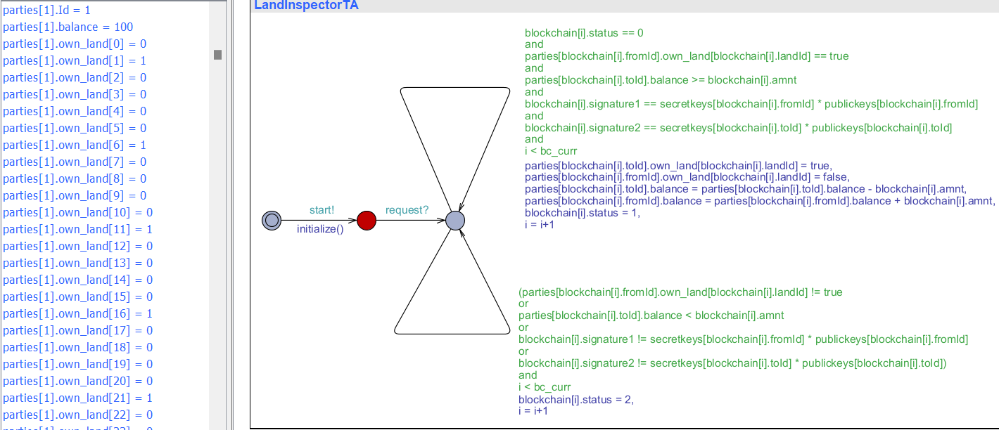 parties[1].Id = 1
parties[1].balance = 100
parties[1].own_land[0] = 0
parties[1].own_land[1] = 1
parties[1].own_land[2] = 0
parties[1].own_land[3] = 0
parties[1].own_land[4] = 0
parties[1].own_land[5] = 0
parties[1].own_land[6] = 1
parties[1].own_land[7] = 0
parties[1].own_land[8] = 0
parties[1].own_land[9] = 0
parties[1].own_land[10] = 0
parties[1].own_land[11] = 1
parties[1].own_land[12] = 0
parties[1].own_land[13] = 0
parties[1].own_land[14] = 0
parties[1].own_land[15] = 0
parties[1].own_land[16] = 1
parties[1].own_land[17] = 0
parties[1].own_land[18] = 0
parties[1].own_land[19] = 0
parties[1].own_land[20] = 0
parties[1].own_land[21] = 1
parties[1].own_land[22] = 0
LandInspectorTA
start!
initialize()
request?
blockchain[i].status == 0
and
parties[blockchain[i].fromId].own_land[blockchain[i].landId] == true
and
parties[blockchain[i].toId].balance >= blockchain[i].amnt
and
blockchain[i].signature1 == secretkeys[blockchain[i].fromId] * publickeys[blockchain[i].fromId]
and
blockchain[i].signature2 == secretkeys[blockchain[i].toId] * publickeys[blockchain[i].toId]
and
i < bc_curr
parties[blockchain[i].toId].own_land[blockchain[i].landId] = true,
parties[blockchain[i].fromId].own_land[blockchain[i].landId] = false,
parties[blockchain[i].toId].balance = parties[blockchain[i].toId].balance - blockchain[i].amnt,
parties[blockchain[i].fromId].balance = parties[blockchain[i].fromId].balance + blockchain[i].amnt,
blockchain[i].status = 1,
i = i+1
(parties[blockchain[i].fromId].own_land[blockchain[i].landId] != true
or
parties[blockchain[i].toId].balance < blockchain[i].amnt
or
blockchain[i].signature1 != secretkeys[blockchain[i].fromId] * publickeys[blockchain[i].fromId]
or
blockchain[i].signature2 != secretkeys[blockchain[i].toId] * publickeys[blockchain[i].toId])
and
i < bc_curr
blockchain[i].status = 2,
i = i+1